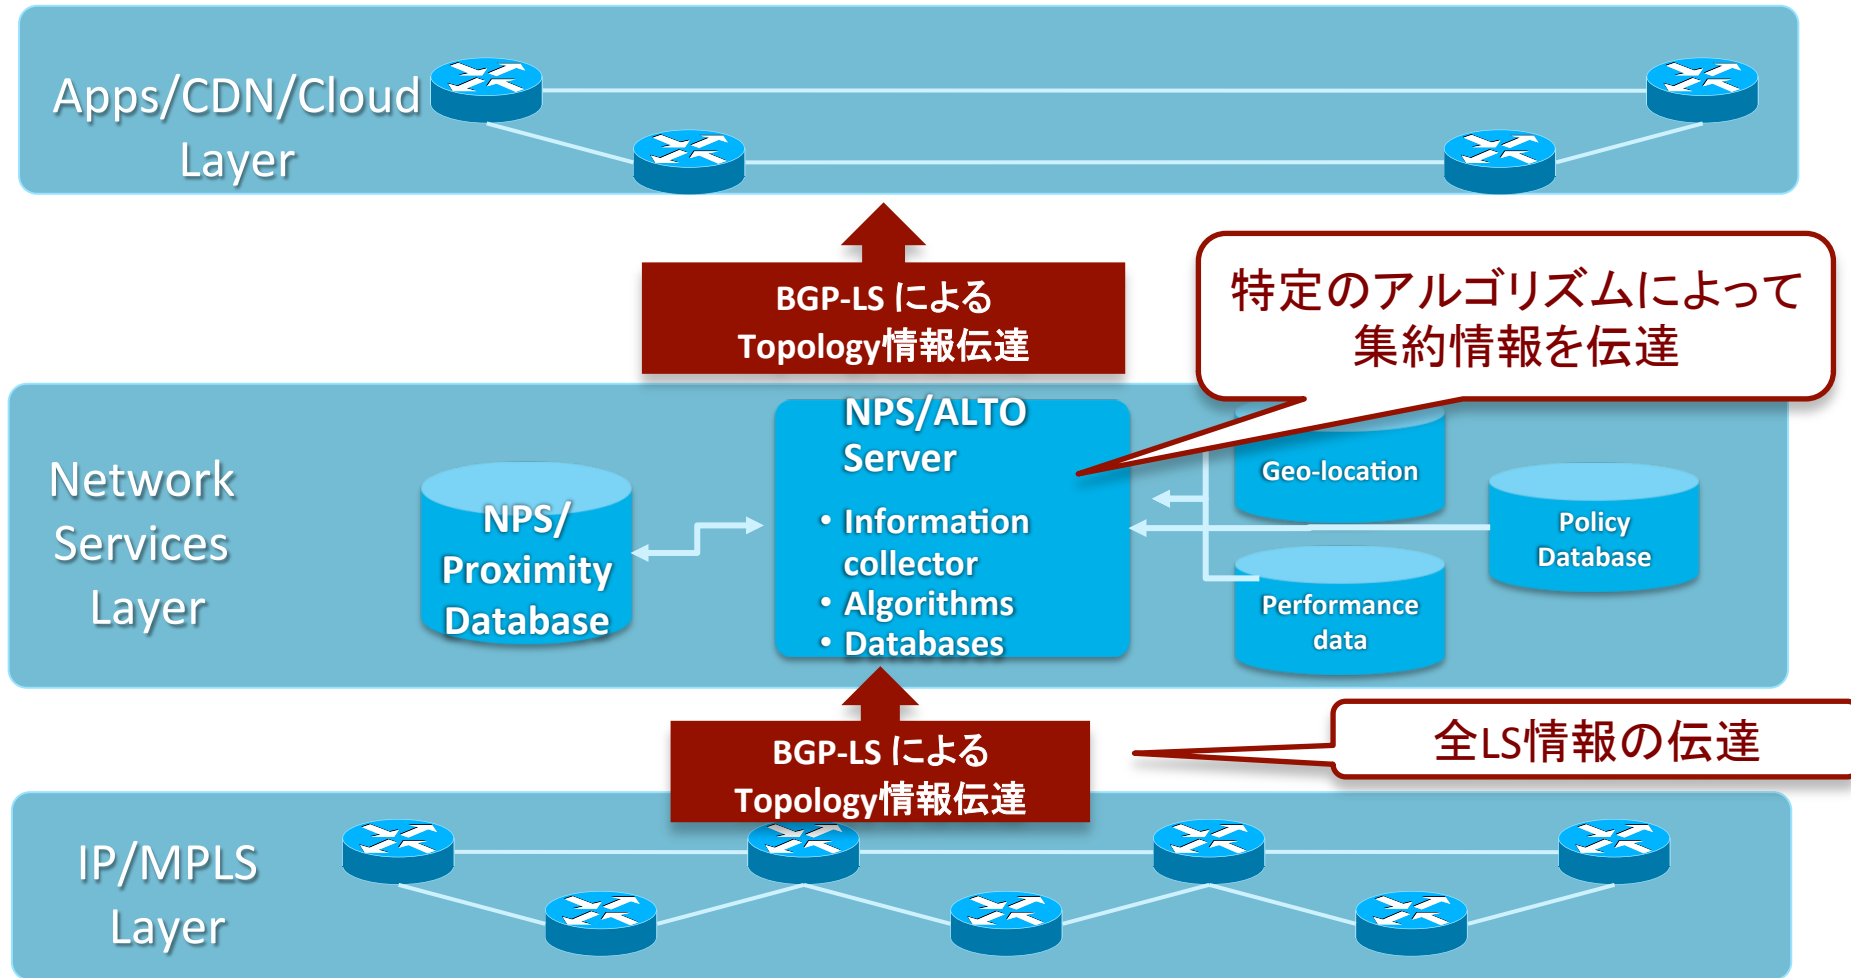 Apps/CDN/Cloud
Layer
BGP-LS による
Topology情報伝達
特定のアルゴリズムによって
集約情報を伝達
Network
Services
Layer
NPS/
Proximity
Database
NPS/ALTO
Server
• Information
collector
• Algorithms
• Databases
Geo-location
Policy
Database
Performance
data
BGP-LS による
Topology情報伝達
全LS情報の伝達
IP/MPLS
Layer